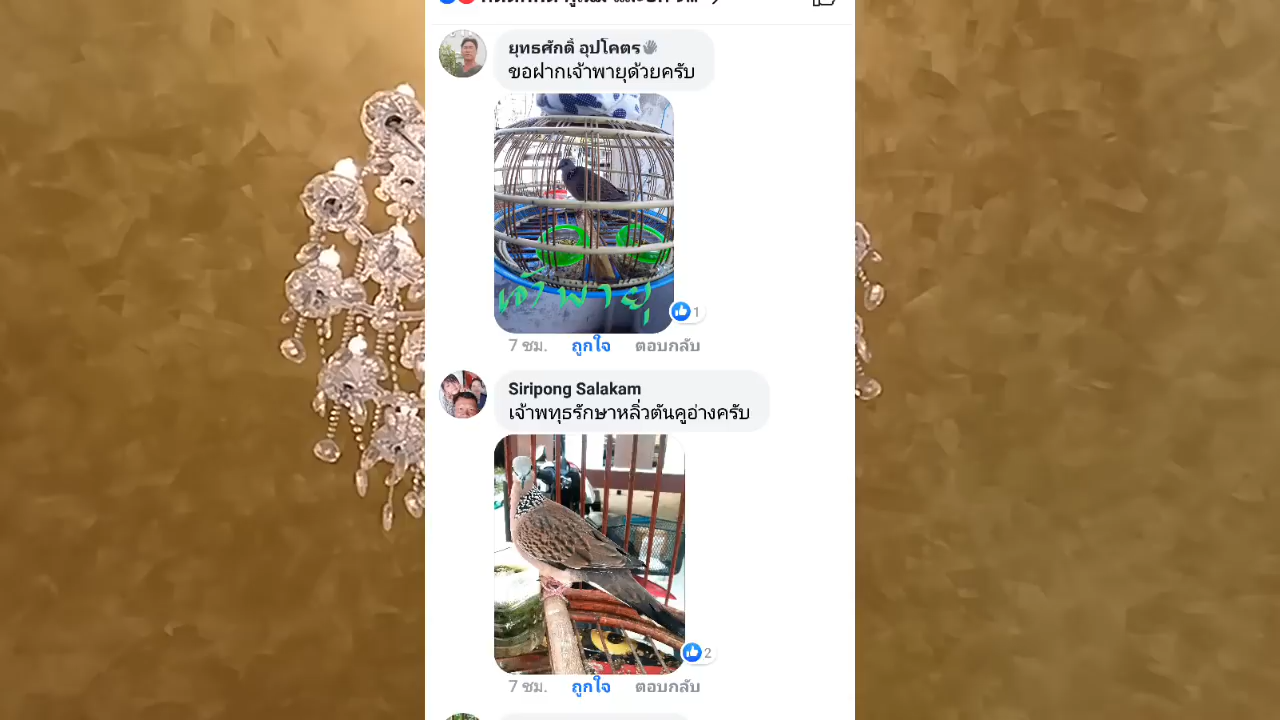 ยุทธศักดิ์ อุปโคตร👋
ขอฝากเจ้าพายุด้วยครับ
เจ้าพายุ
1
7 ชม. ถูกใจ ตอบกลับ
Siripong Salakam
เจ้าพทุธรักษาหลิ่วตันคูอ่างครับ
2
7 ชม. ถูกใจ ตอบกลับ